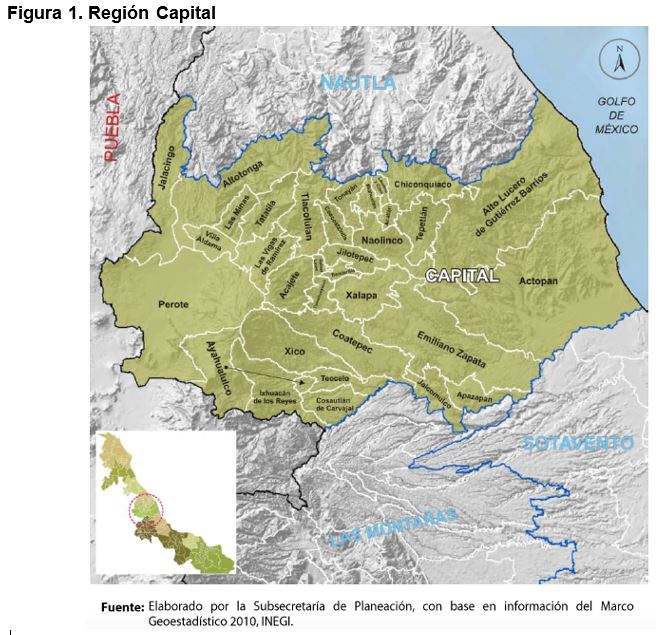 Figura 1. Región Capital
N
NAUTLA
GOLFO
DE
MÉXICO
PUEBLA
Jalacingo
Altotonga
Las Minas
Tatatila
Tlacolulan
Tonayán
Chiconquiaco
Alto Lucero
de Gutiérrez Barrios
Villa
Aldama
Las Vigas
de Ramírez
Naolinco
Tepetlán
Jilotepec
Acajete
CAPITAL
Actopan
Perote
Xalapa
Coatepec
Emiliano Zapata
Xico
Ayahualulco
Teocelo
Ixhuacán
de los Reyes
Cosautlán
de Carvajal
Jalcomulco
Apazapan
SOTAVENTO
LAS MONTAÑAS
Fuente: Elaborado por la Subsecretaría de Planeación, con base en información del Marco
Geoestadístico 2010, INEGI.